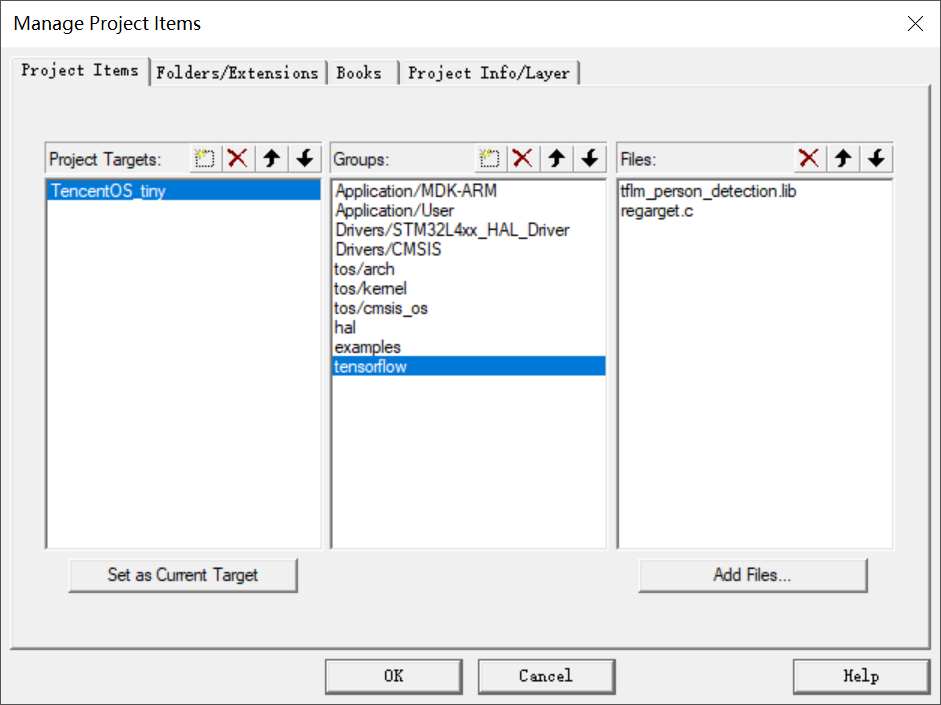 Manage Project Items
Project Items
Folders/Extensions
Books
Project Info/Layer
Project Targets:
Groups:
Files:
TencentOS_tiny
Application/MDK-ARM
Application/User
Drivers/STM32L4xx_HAL_Driver
Drivers/CMSIS
tos/arch
tos/kernel
tos/cmsis_os
hal
examples
tensorflow
tflm_person_detection.lib
regarget.c
Set as Current Target
Add Files...
OK
Cancel
Help